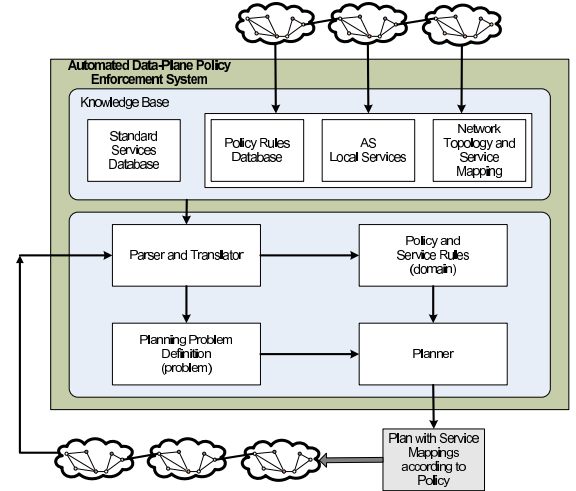 Automated Data-Plane Policy
Enforcement System
Knowledge Base
Standard
Services
Database
Policy Rules
Database
AS
Local Services
Network
Topology and
Service
Mapping
Parser and Translator
Policy and
Service Rules
(domain)
Planning Problem
Definition
(problem)
Planner
Plan with Service
Mappings
according to
Policy